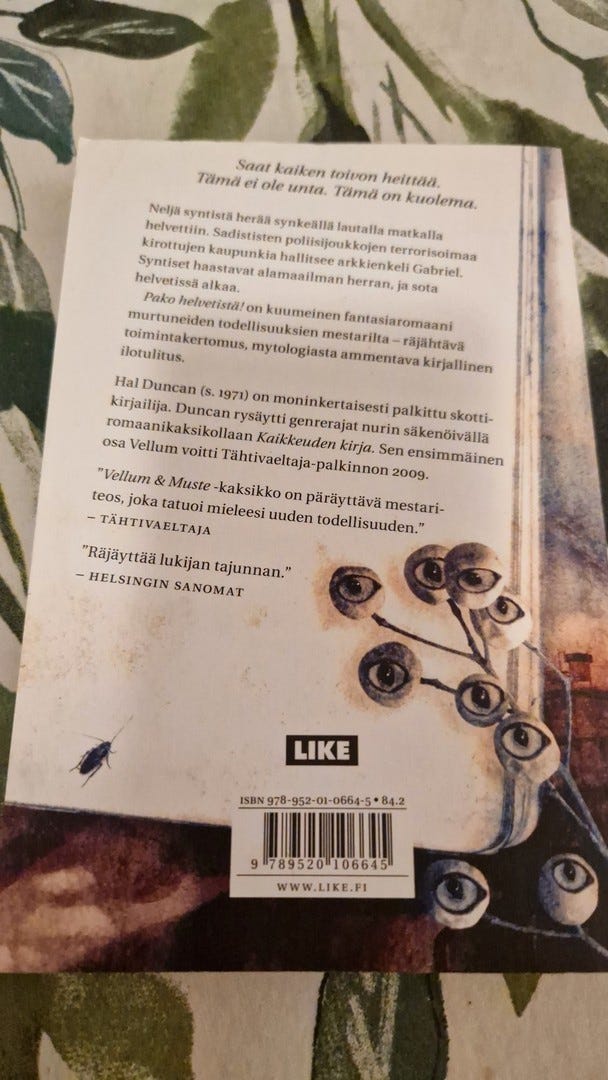 Saat kaiken toivon heittää.
Tämä ei ole unta. Tämä on kuolema.
Neljä syntistä herää synkeällä lautalla matkalla
helvettiin. Sadististen poliisijoukkojen terrorisoimaa
kirottujen kaupunkia hallitsee arkkienkeli Gabriel.
Syntiset haastavat alamaailman herran, ja sota
helvetissä alkaa.
Pako helvetistä! on kuumeinen fantasiaromaani
murtuneiden todellisuuksien mestarilta – räjähtävä
toimintakertomus, mytologiasta ammentava kirjallinen
ilotulitus.
Hal Duncan (s. 1971) on moninkertaisesti palkittu skotti-
kirjailija. Duncan rysäytti genrerajat nurin säkenöivällä
romaanikaksikollaan Kaikkeuden kirja. Sen ensimmäinen
osa Vellum voitti Tähtivaeltaja-palkinnon 2009.
"Vellum & Muste -kaksikko on päräyttävä mestari-
teos, joka tatuoi mieleesi uuden todellisuuden."
– TÄHTIVAELTAJA
"Räjäyttää lukijan tajunnan."
– HELSINGIN SANOMAT
LIKE
ISBN 978-952-01-0664-5 • 84.2
9 789520 106645
WWW.LIKE.FI